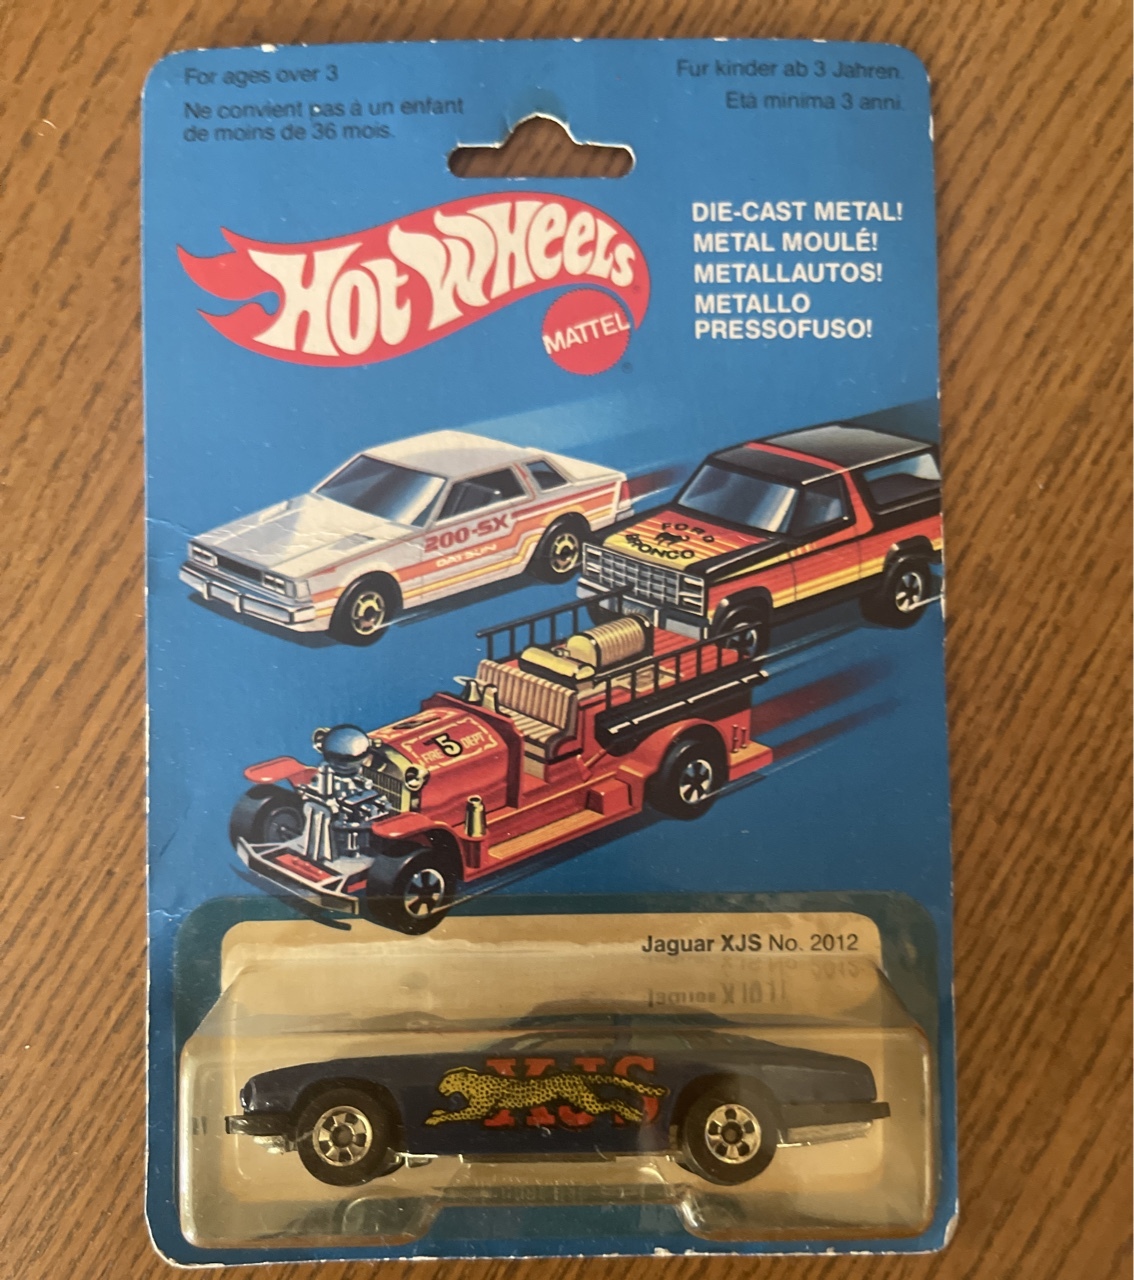 For ages over 3
Ne convient pas à un enfant
de moins de 36 mois.
Fur kinder ab 3 Jahren.
Età minima 3 anni.
HOT WHEELS
MATTEL
®
DIE-CAST METAL!
METAL MOULÉ!
METALLAUTOS!
METALLO
PRESSOFUSO!
200-SX
DATSUN
FORD
BRONCO
5
FIRE DEPT
Jaguar XJS No. 2012
XJS